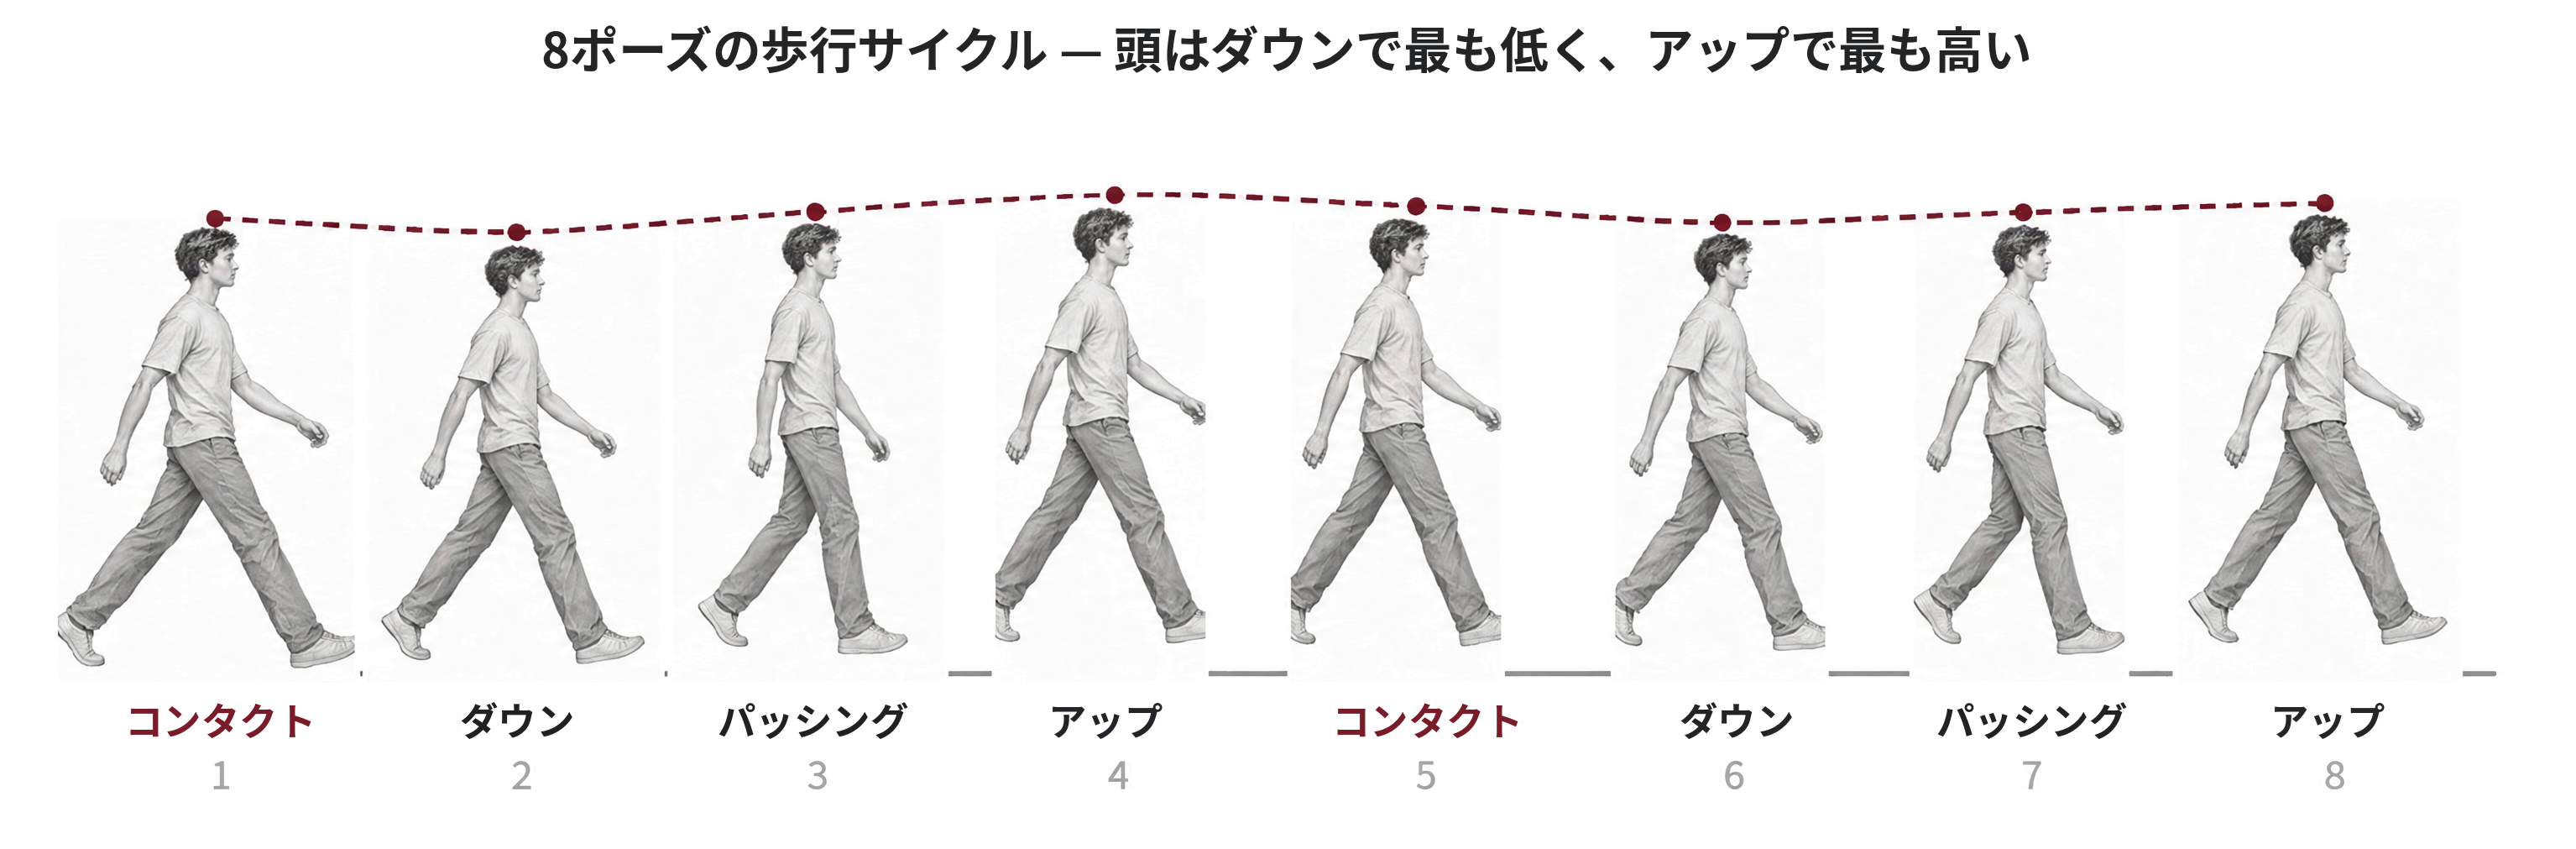 8ポーズの歩行サイクル — 頭はダウンで最も低く、アップで最も高い
コンタクト ダウン パッシング アップ コンタクト ダウン パッシング アップ
1 2 3 4 5 6 7 8